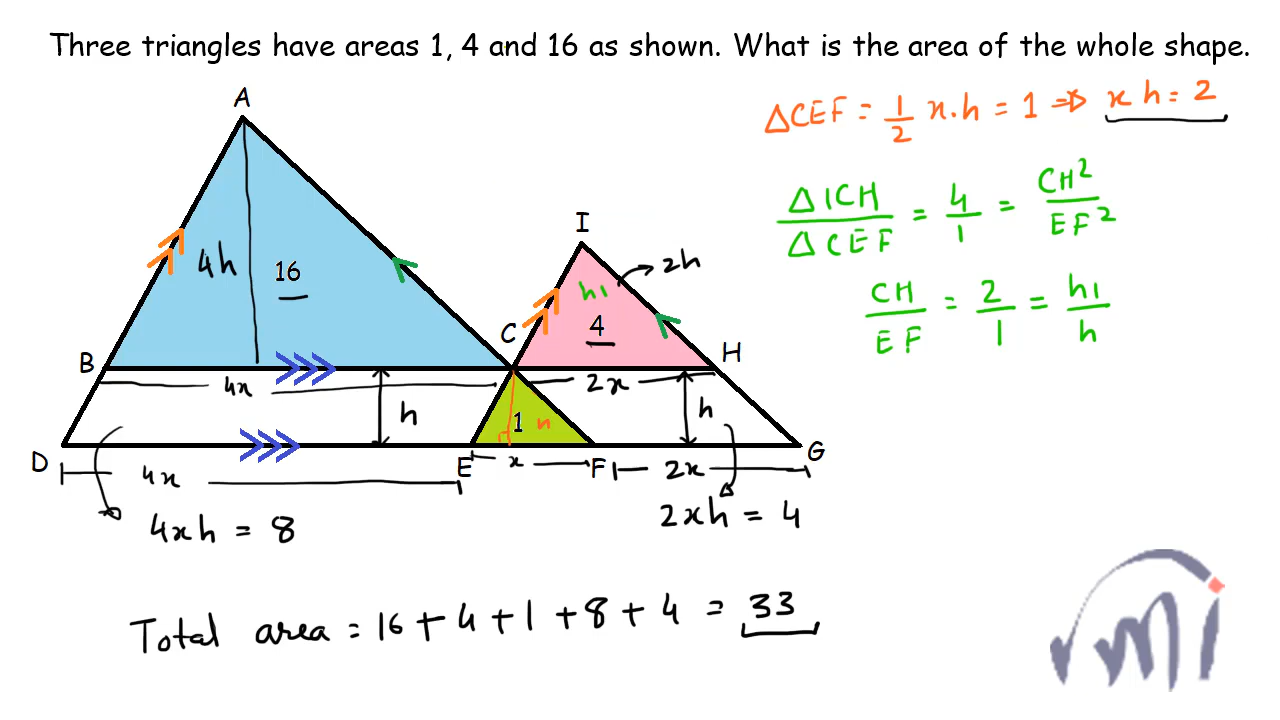 Three triangles have areas 1, 4 and 16 as shown. What is the area of the whole shape.
A
ΔCEF = 1/2 x.h = 1 => x h = 2
ΔICH/ΔCEF = 4/1 = CH²/EF²
I
4h
16
2h
h1
4
CH/EF = 2/1 = h1/h
B
C
H
4x
2x
h
1
h
h
D
E
F
G
4x
x
2x
4xh = 8
2xh = 4
Total area = 16 + 4 + 1 + 8 + 4 = 33
vmi